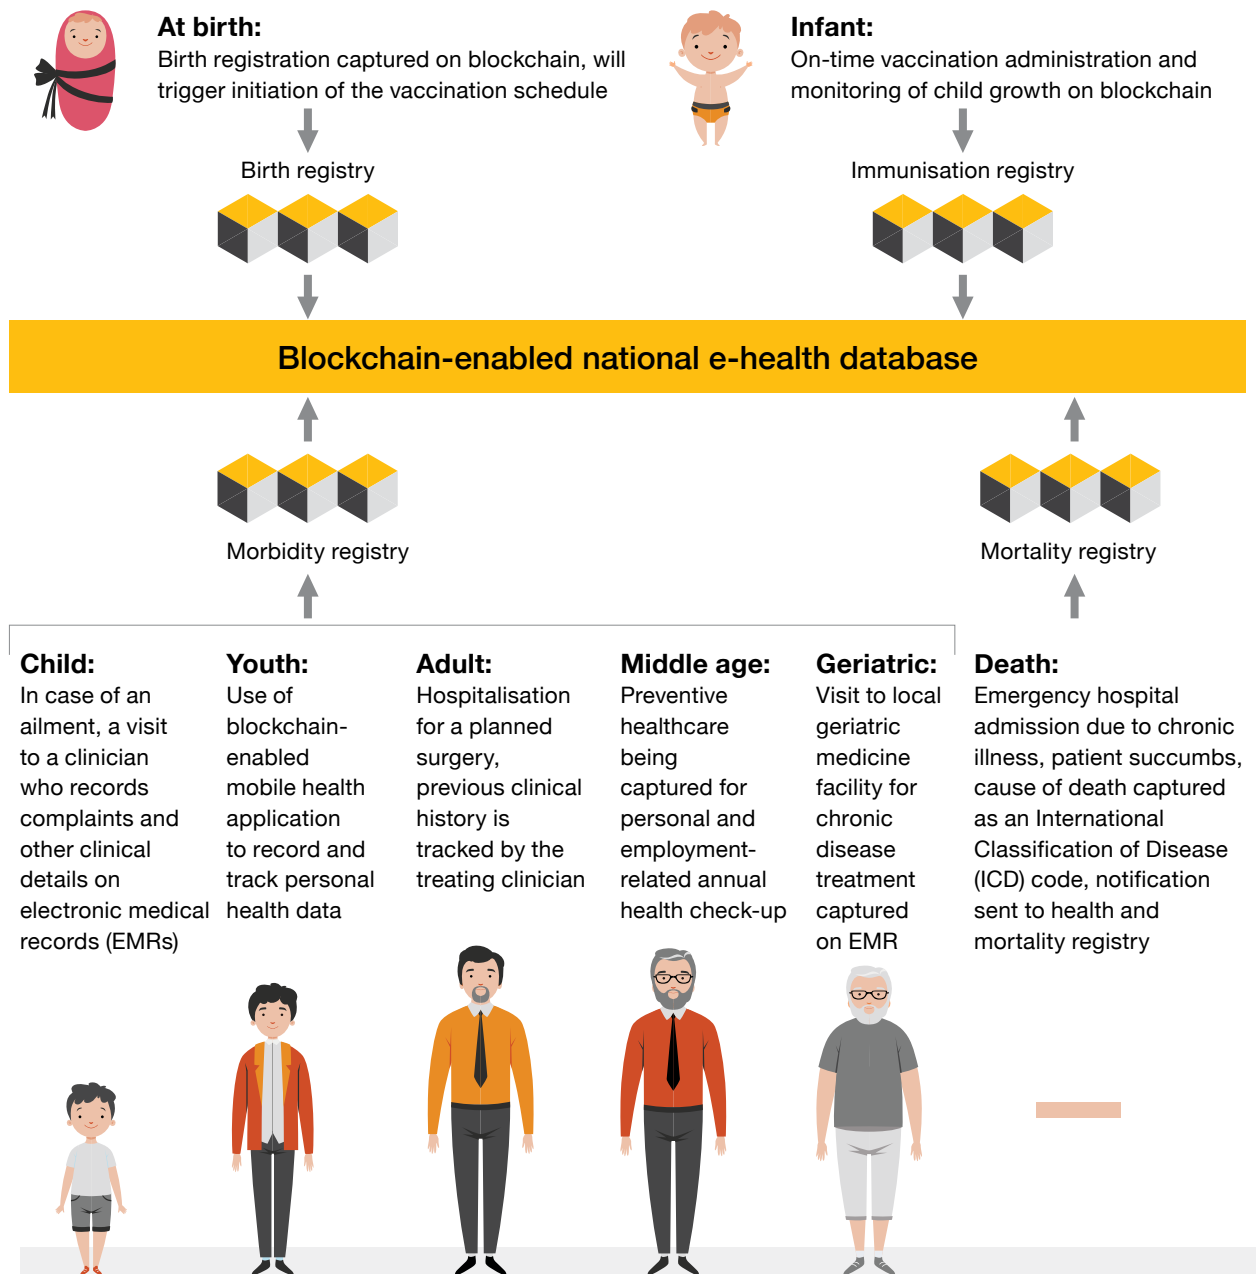 At birth:
Birth registration captured on blockchain, will
trigger initiation of the vaccination schedule
Birth registry
Infant:
On-time vaccination administration and
monitoring of child growth on blockchain
Immunisation registry
Blockchain-enabled national e-health database
Morbidity registry
Mortality registry
Child:
In case of an
ailment, a visit
to a clinician
who records
complaints and
other clinical
details on
electronic medical
records (EMRs)
Youth:
Use of
blockchain-
enabled
mobile health
application
to record and
track personal
health data
Adult:
Hospitalisation
for a planned
surgery,
previous clinical
history is
tracked by the
treating clinician
Middle age:
Preventive
healthcare
being
captured for
personal and
employment-
related annual
health check-up
Geriatric:
Visit to local
geriatric
medicine
facility for
chronic
disease
treatment
captured
on EMR
Death:
Emergency hospital
admission due to chronic
illness, patient succumbs,
cause of death captured
as an International
Classification of Disease
(ICD) code, notification
sent to health and
mortality registry